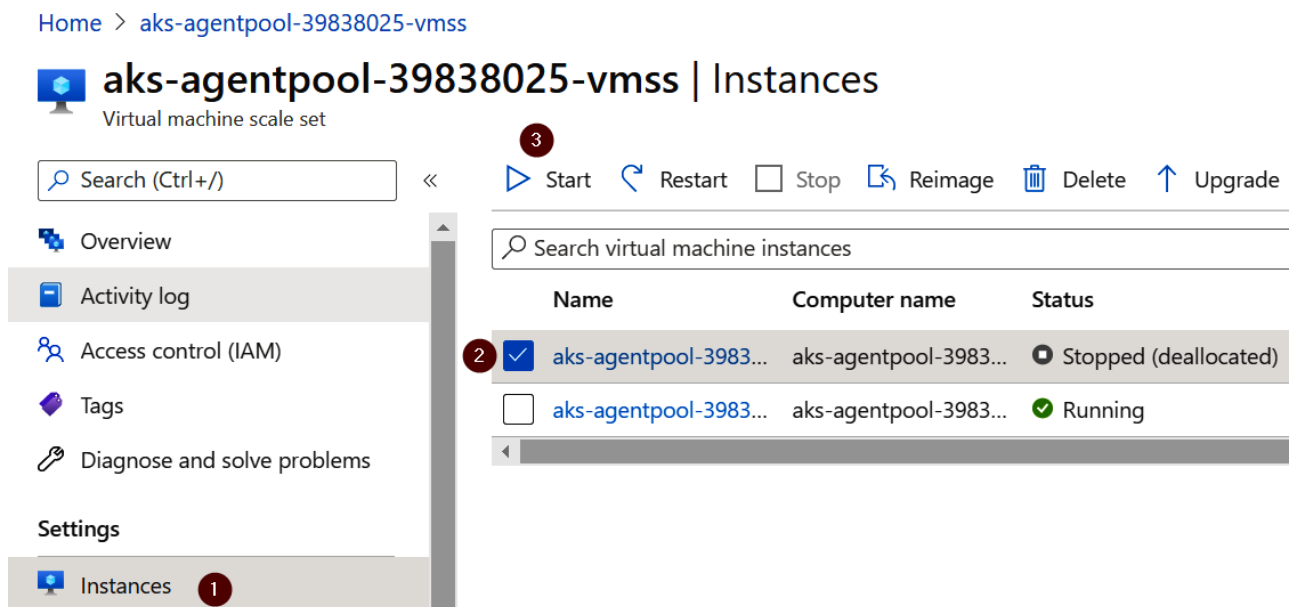 Home > aks-agentpool-39838025-vmss
aks-agentpool-39838025-vmss | Instances
Virtual machine scale set
Search (Ctrl+/)
«
Overview
Activity log
Access control (IAM)
Tags
Diagnose and solve problems
Settings
Instances 1
3
Start Restart Stop Reimage Delete Upgrade
Search virtual machine instances
Name Computer name Status
2 aks-agentpool-3983... aks-agentpool-3983... Stopped (deallocated)
aks-agentpool-3983... aks-agentpool-3983... Running